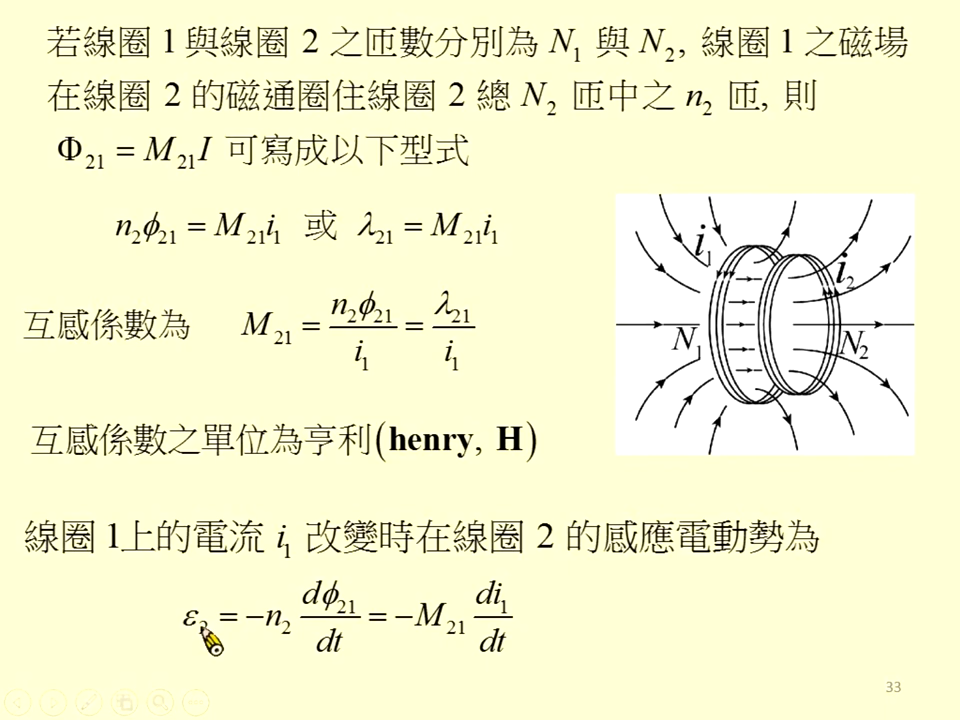 若線圈 1 與線圈 2 之匝數分別為 N₁ 與 N₂, 線圈 1 之磁場
在線圈 2 的磁通圈住線圈 2 總 N₂ 匝中之 n₂ 匝, 則
Φ₂₁ = M₂₁I 可寫成以下型式
n₂ϕ₂₁ = M₂₁i₁ 或 λ₂₁ = M₂₁i₁
i₁
i₂
N₁
N₂
互感係數為 M₂₁ = n₂ϕ₂₁/i₁ = λ₂₁/i₁
互感係數之單位為亨利(henry, H)
線圈 1上的電流 i₁ 改變時在線圈 2 的感應電動勢為
ε₂ = −n₂ dϕ₂₁/dt = −M₂₁ di₁/dt
33